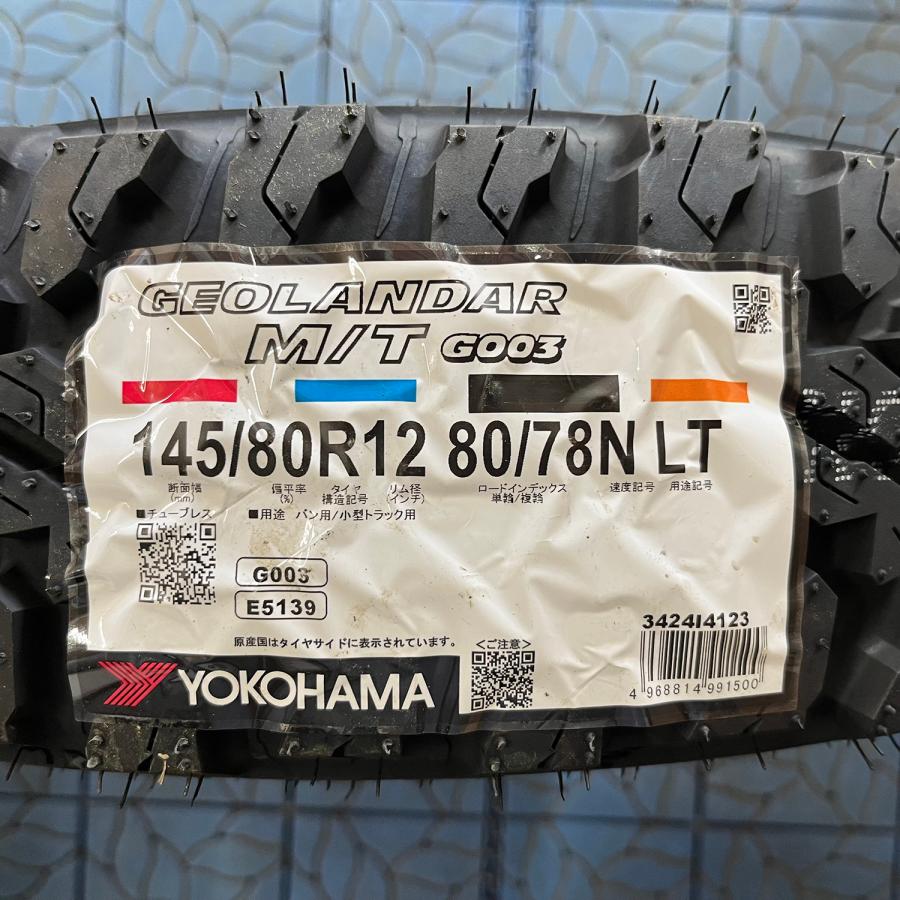 GEOLANDAR
M/T G003
145/80R12 80/78N LT
断面幅 偏平率 タイヤ リム径 ロードインデックス 速度記号 用途記号
(mm) (%) 構造記号 (インチ) 単輪/複輪
■チューブレス ■用途 バン用/小型トラック用
G003
E5139
原産国はタイヤサイドに表示されています。
<ご注意>
3424I4123
4 968814 991500
YOKOHAMA